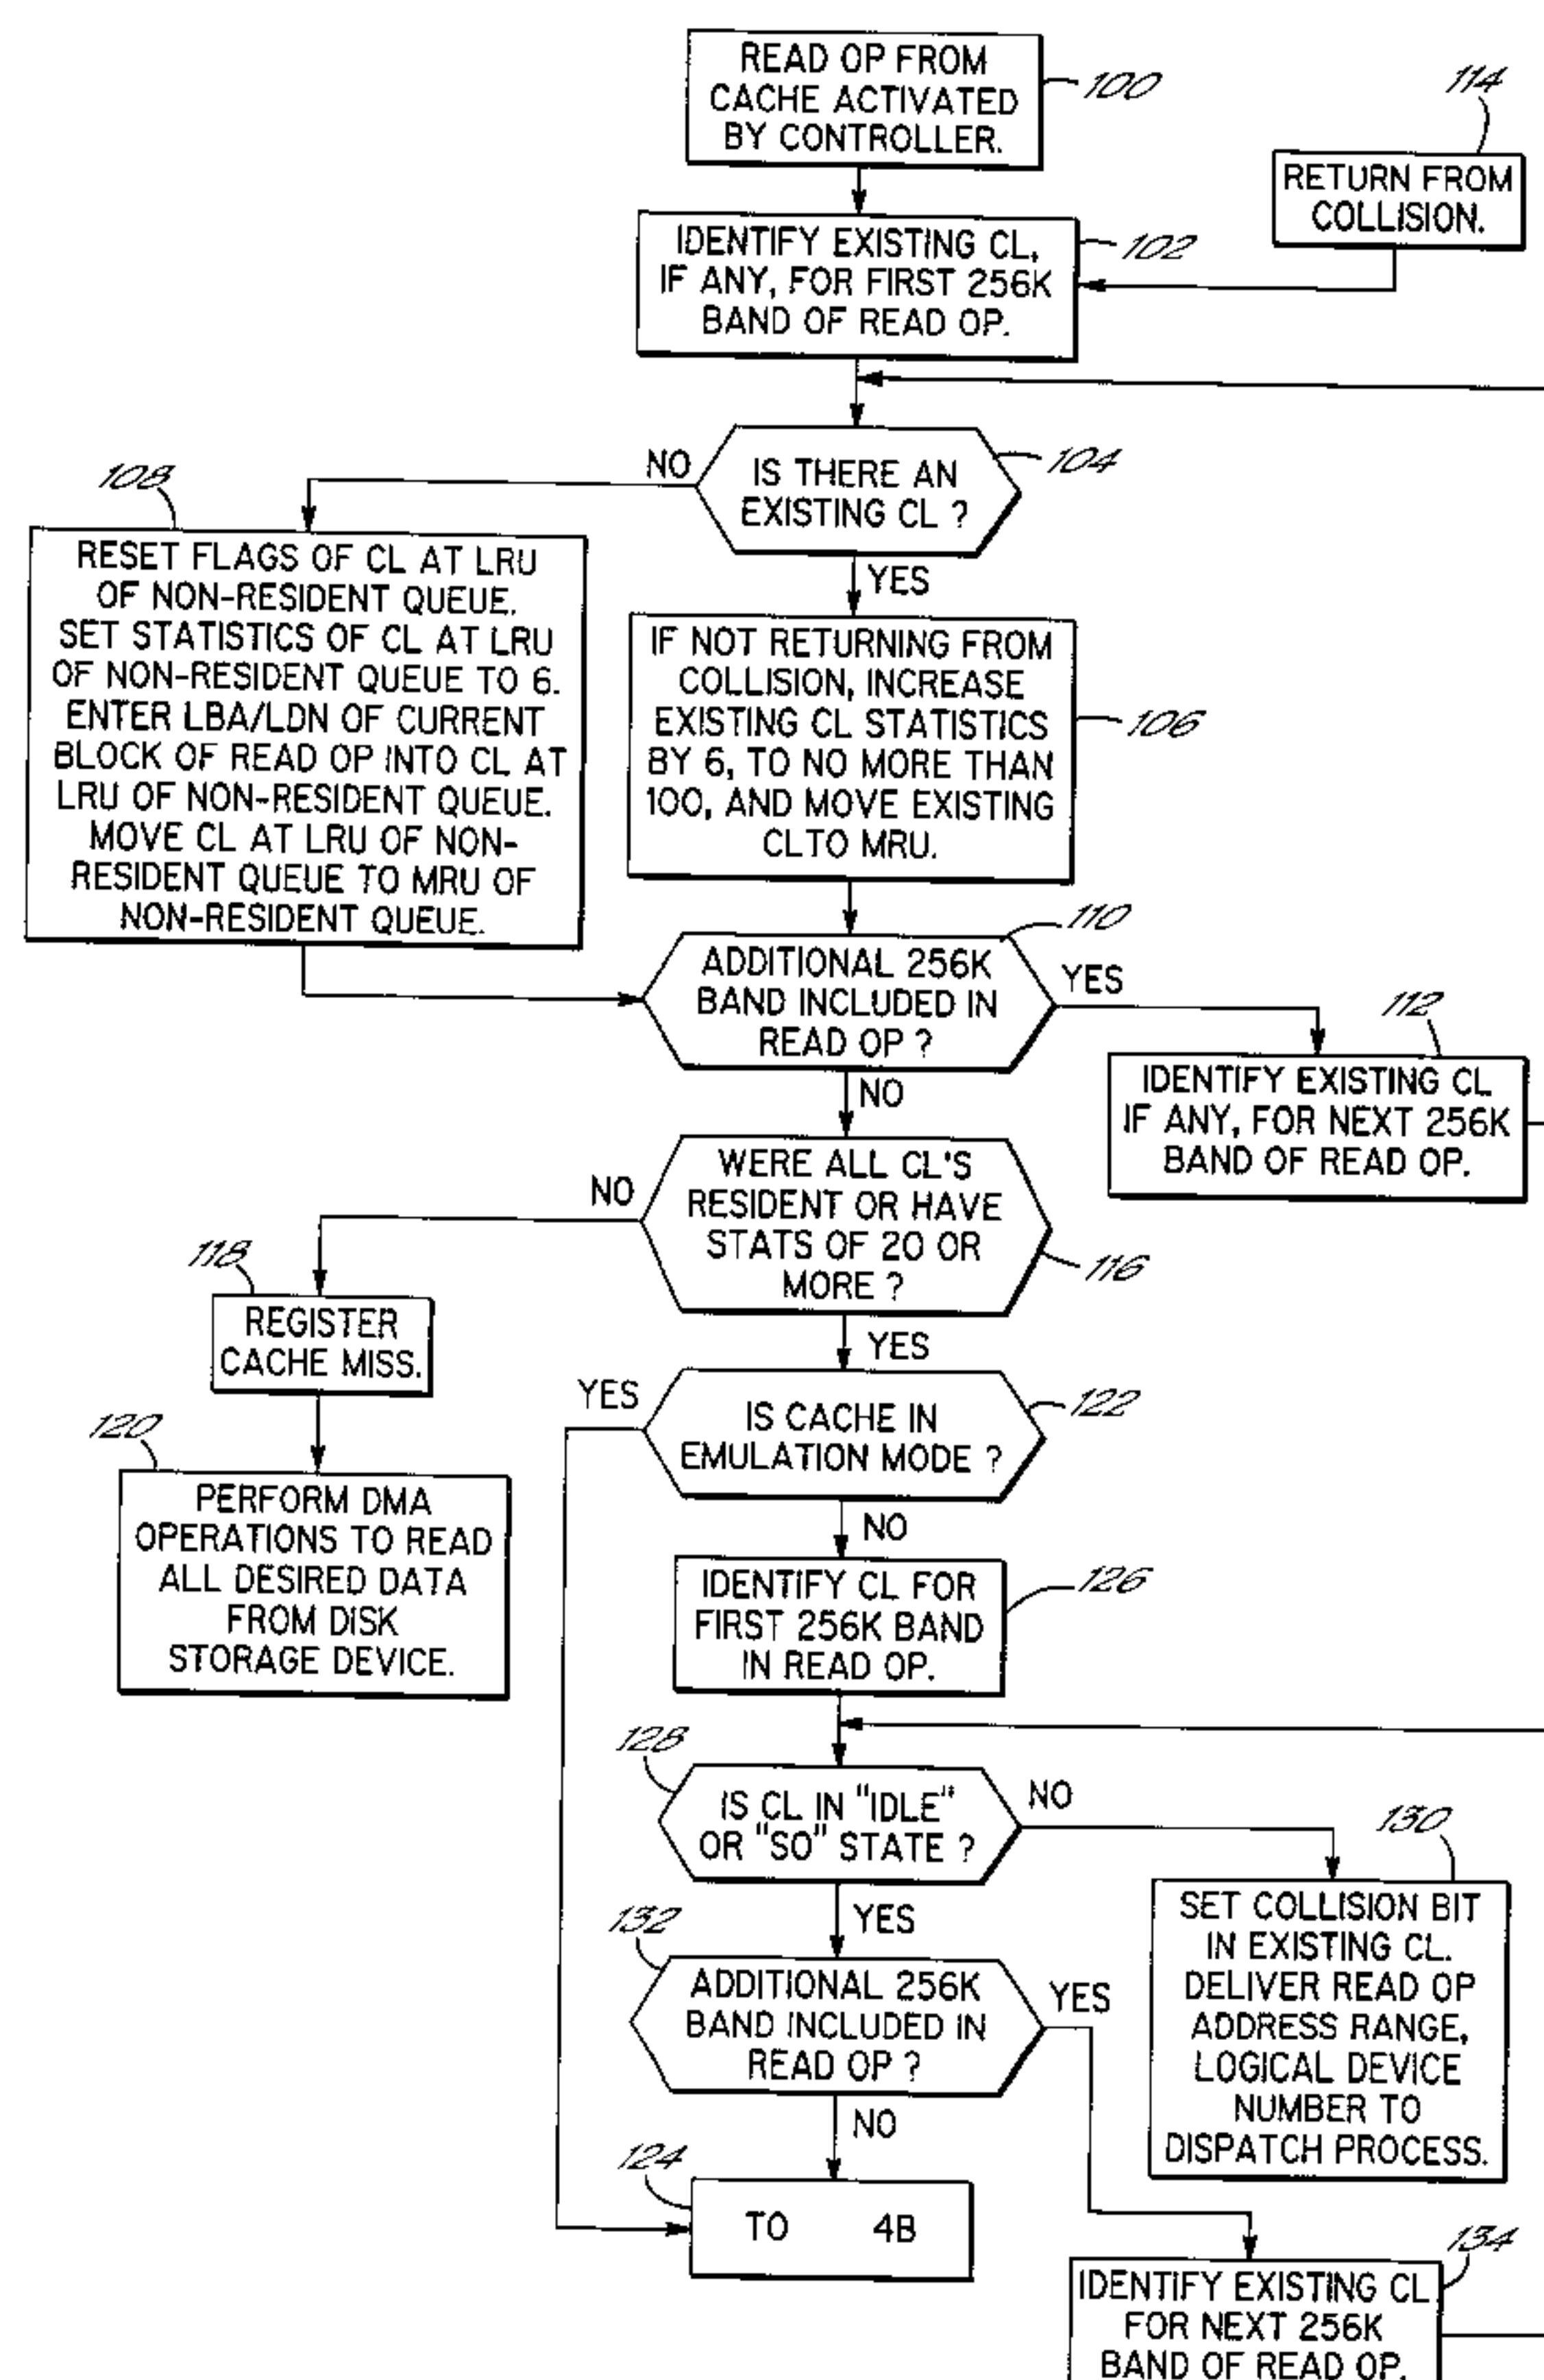 READ OP FROM
CACHE ACTIVATED
BY CONTROLLER.
100
114
RETURN FROM
COLLISION.
IDENTIFY EXISTING CL,
IF ANY, FOR FIRST 256K
BAND OF READ OP.
102
IS THERE AN
EXISTING CL ?
104
NO
YES
108
RESET FLAGS OF CL AT LRU
OF NON-RESIDENT QUEUE.
SET STATISTICS OF CL AT LRU
OF NON-RESIDENT QUEUE TO 6.
ENTER LBA/LDN OF CURRENT
BLOCK OF READ OP INTO CL AT
LRU OF NON-RESIDENT QUEUE.
MOVE CL AT LRU OF NON-
RESIDENT QUEUE TO MRU OF
NON-RESIDENT QUEUE.
IF NOT RETURNING FROM
COLLISION, INCREASE
EXISTING CL STATISTICS
BY 6, TO NO MORE THAN
100, AND MOVE EXISTING
CLTO MRU.
106
110
ADDITIONAL 256K
BAND INCLUDED IN
READ OP ?
YES
NO
112
IDENTIFY EXISTING CL
IF ANY, FOR NEXT 256K
BAND OF READ OP.
WERE ALL CL'S
RESIDENT OR HAVE
STATS OF 20 OR
MORE ?
116
NO
YES
118
REGISTER
CACHE MISS.
120
PERFORM DMA
OPERATIONS TO READ
ALL DESIRED DATA
FROM DISK
STORAGE DEVICE.
IS CACHE IN
EMULATION MODE ?
122
YES
NO
IDENTIFY CL FOR
FIRST 256K BAND
IN READ OP.
126
128
IS CL IN "IDLE"
OR "SO" STATE ?
NO
YES
130
SET COLLISION BIT
IN EXISTING CL.
DELIVER READ OP
ADDRESS RANGE,
LOGICAL DEVICE
NUMBER TO
DISPATCH PROCESS.
132
ADDITIONAL 256K
BAND INCLUDED IN
READ OP ?
YES
NO
124
TO 4B
134
IDENTIFY EXISTING CL
FOR NEXT 256K
BAND OF READ OP.